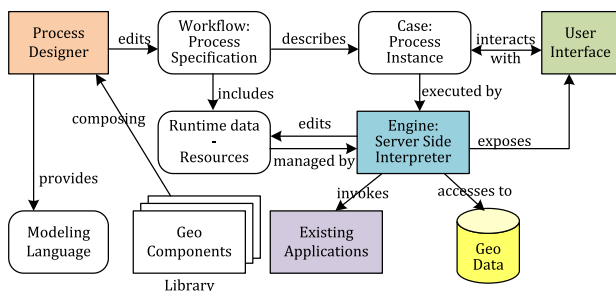 Process
Designer
edits
Workflow:
Process
Specification
describes
Case:
Process
Instance
interacts
with
User
Interface
composing
includes
executed by
Runtime data
-
Resources
edits
managed by
Engine:
Server Side
Interpreter
exposes
provides
invokes
accesses to
Modeling
Language
Geo
Components
Library
Existing
Applications
Geo
Data